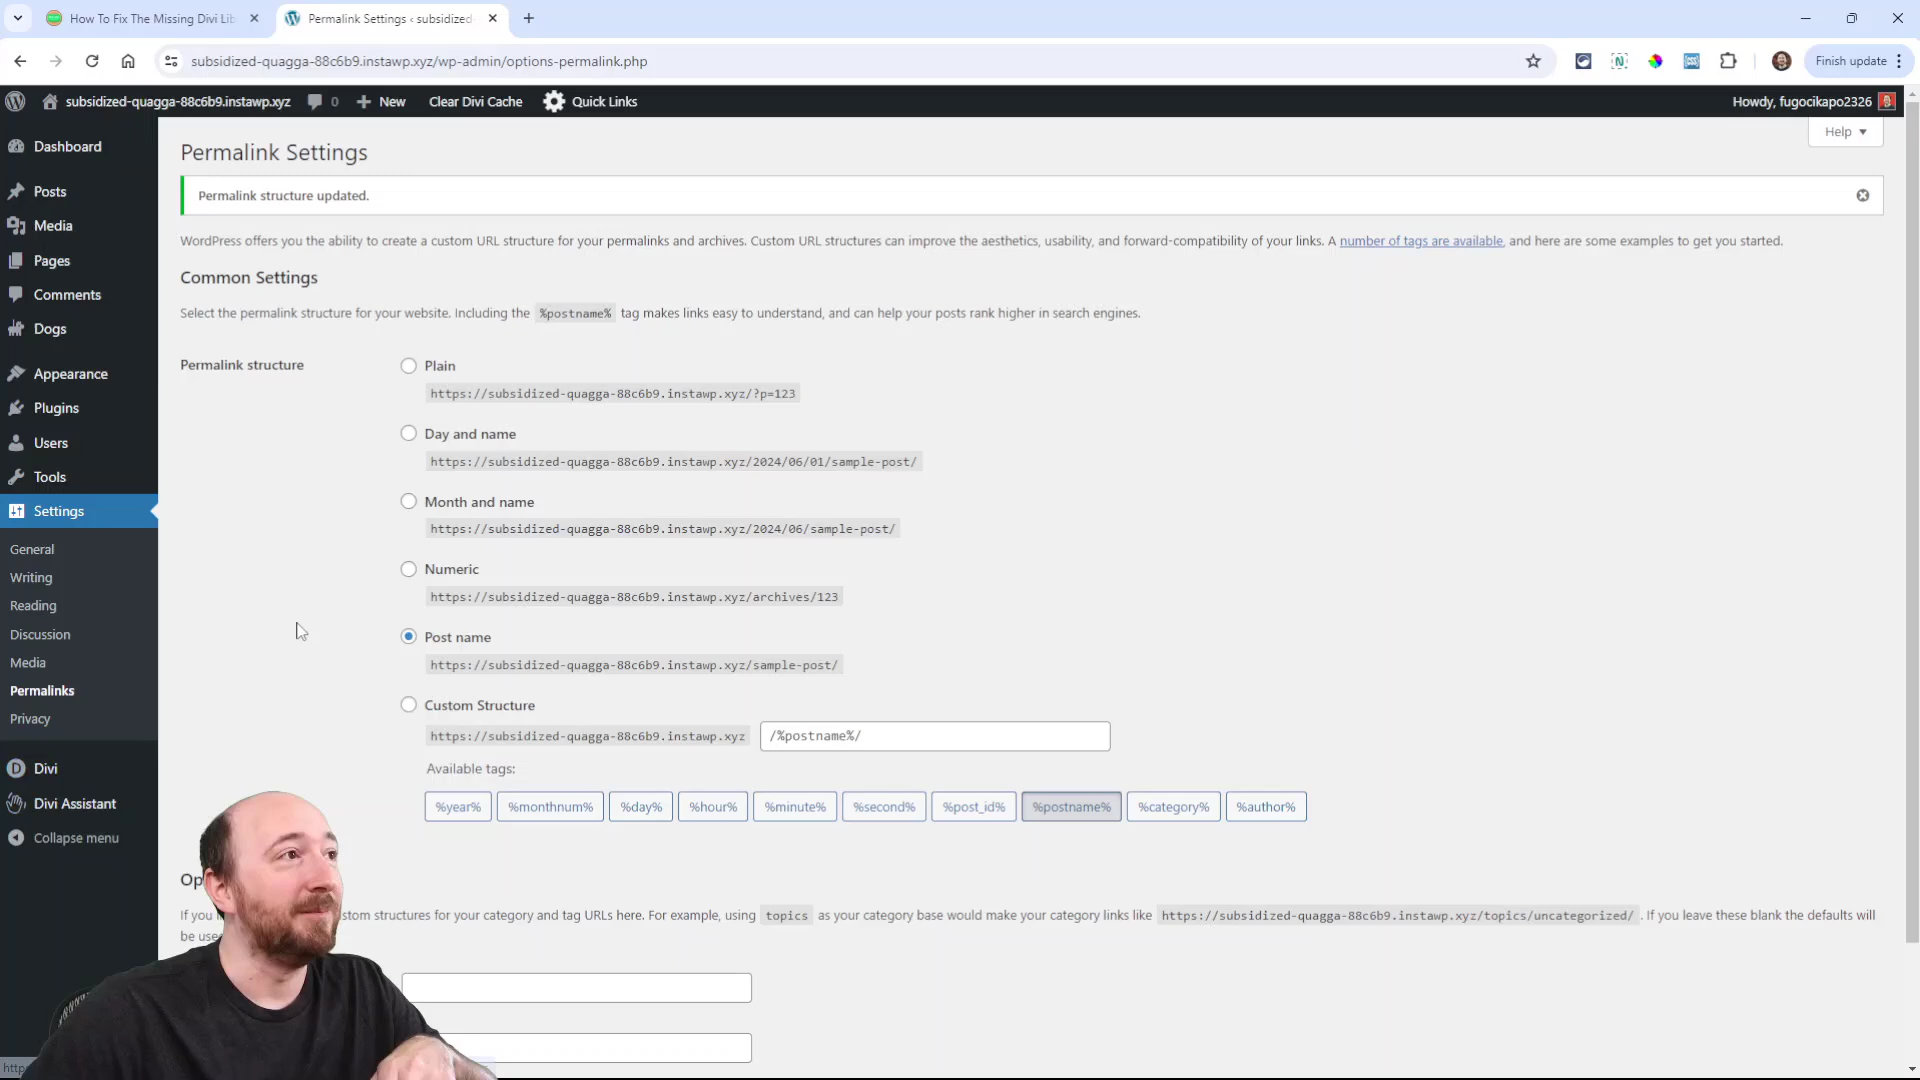 How To Fix The Missing Divi Lib
Permalink Settings ‹ subsidized-
subsidized-quagga-88c6b9.instawp.xyz/wp-admin/options-permalink.php
Finish update
subsidized-quagga-88c6b9.instawp.xyz
0
New
Clear Divi Cache
Quick Links
Howdy, fugocikapo2326
Dashboard
Posts
Media
Pages
Comments
Dogs
Appearance
Plugins
Users
Tools
Settings
General
Writing
Reading
Discussion
Media
Permalinks
Privacy
Divi
Divi Assistant
Collapse menu
Help
Permalink Settings
Permalink structure updated.
WordPress offers you the ability to create a custom URL structure for your permalinks and archives. Custom URL structures can improve the aesthetics, usability, and forward-compatibility of your links. A number of tags are available, and here are some examples to get you started.
Common Settings
Select the permalink structure for your website. Including the %postname% tag makes links easy to understand, and can help your posts rank higher in search engines.
Permalink structure
Plain
https://subsidized-quagga-88c6b9.instawp.xyz/?p=123
Day and name
https://subsidized-quagga-88c6b9.instawp.xyz/2024/06/01/sample-post/
Month and name
https://subsidized-quagga-88c6b9.instawp.xyz/2024/06/sample-post/
Numeric
https://subsidized-quagga-88c6b9.instawp.xyz/archives/123
Post name
https://subsidized-quagga-88c6b9.instawp.xyz/sample-post/
Custom Structure
https://subsidized-quagga-88c6b9.instawp.xyz
/%postname%/
Available tags:
%year%
%monthnum%
%day%
%hour%
%minute%
%second%
%post_id%
%postname%
%category%
%author%
Op
If you structures for your category and tag URLs here. For example, using topics as your category base would make your category links like https://subsidized-quagga-88c6b9.instawp.xyz/topics/uncategorized/ . If you leave these blank the defaults will
be